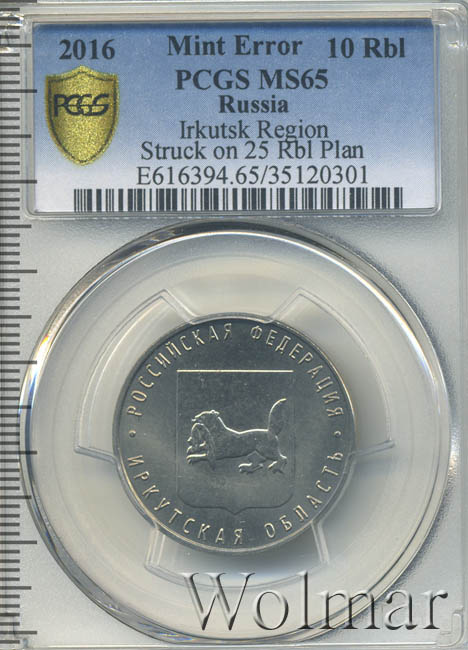 2016 Mint Error 10 Rbl
PCGS MS65
Russia
Irkutsk Region
Struck on 25 Rbl Plan
E616394.65/35120301
PCGS
РОССИЙСКАЯ ФЕДЕРАЦИЯ
ИРКУТСКАЯ ОБЛАСТЬ
Wolmar